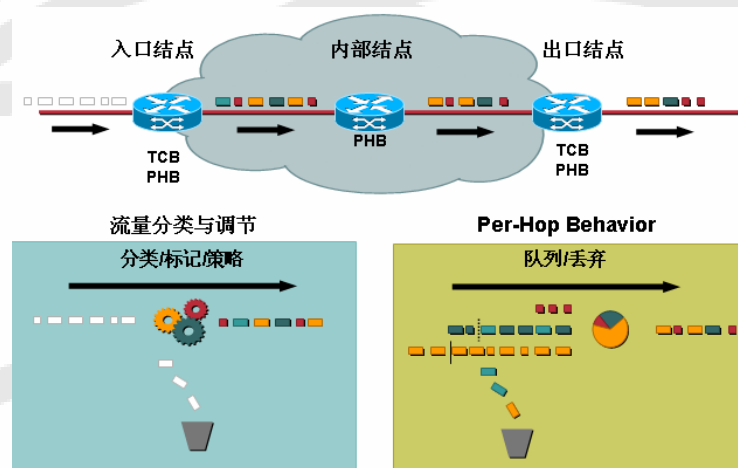 入口结点
内部结点
出口结点
TCB
PHB
PHB
TCB
PHB
流量分类与调节
Per-Hop Behavior
分类/标记/策略
队列/丢弃